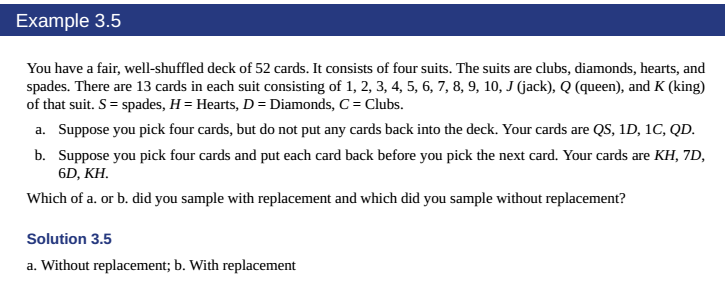 Example 3.5
You have a fair, well-shuffled deck of 52 cards. It consists of four suits. The suits are clubs, diamonds, hearts, and
spades. There are 13 cards in each suit consisting of 1, 2, 3, 4, 5, 6, 7, 8, 9, 10, J (jack), Q (queen), and K (king)
of that suit. S = spades, H = Hearts, D = Diamonds, C = Clubs.
a. Suppose you pick four cards, but do not put any cards back into the deck. Your cards are QS, 1D, 1C, QD.
b. Suppose you pick four cards and put each card back before you pick the next card. Your cards are KH, 7D,
6D, KH.
Which of a. or b. did you sample with replacement and which did you sample without replacement?
Solution 3.5
a. Without replacement; b. With replacement